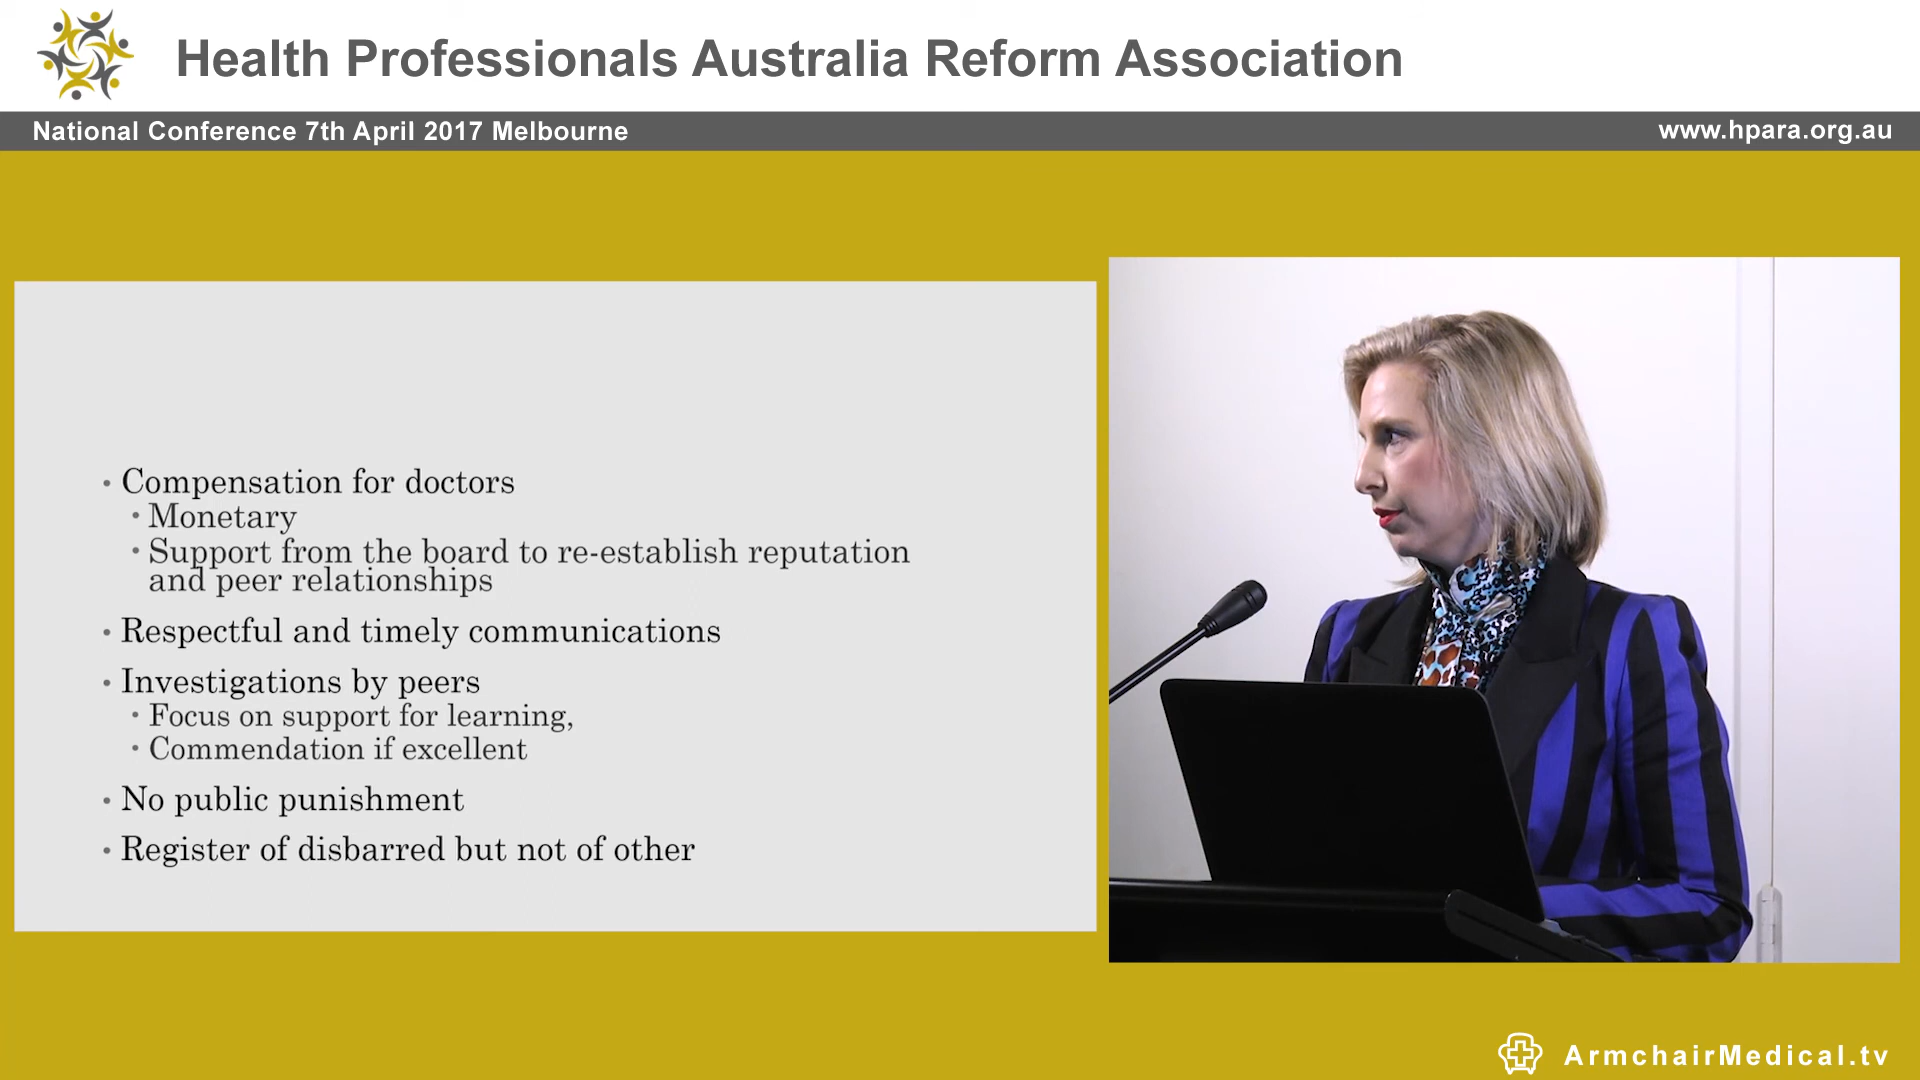 Health Professionals Australia Reform Association
National Conference 7th April 2017 Melbourne
www.hpara.org.au
• Compensation for doctors
• Monetary
• Support from the board to re-establish reputation
and peer relationships
• Respectful and timely communications
• Investigations by peers
• Focus on support for learning,
• Commendation if excellent
• No public punishment
• Register of disbarred but not of other
ArmchairMedical.tv